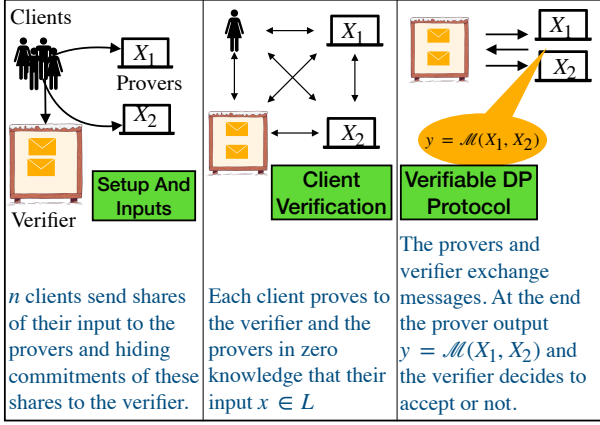 Clients
X1
Provers
X2
Verifier
Setup And
Inputs
n clients send shares
of their input to the
provers and hiding
commitments of these
shares to the verifier.
X1
X2
Client
Verification
Each client proves to
the verifier and the
provers in zero
knowledge that their
input x ∈ L
X1
X2
y = ℳ(X1, X2)
Verifiable DP
Protocol
The provers and
verifier exchange
messages. At the end
the prover output
y = ℳ(X1, X2) and
the verifier decides to
accept or not.